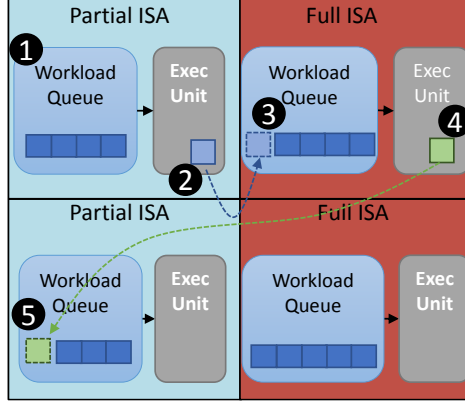 Partial ISA
Full ISA
1
Workload
Queue
Exec
Unit
2
3
Workload
Queue
Exec
Unit
4
Partial ISA
Full ISA
5
Workload
Queue
Exec
Unit
Workload
Queue
Exec
Unit